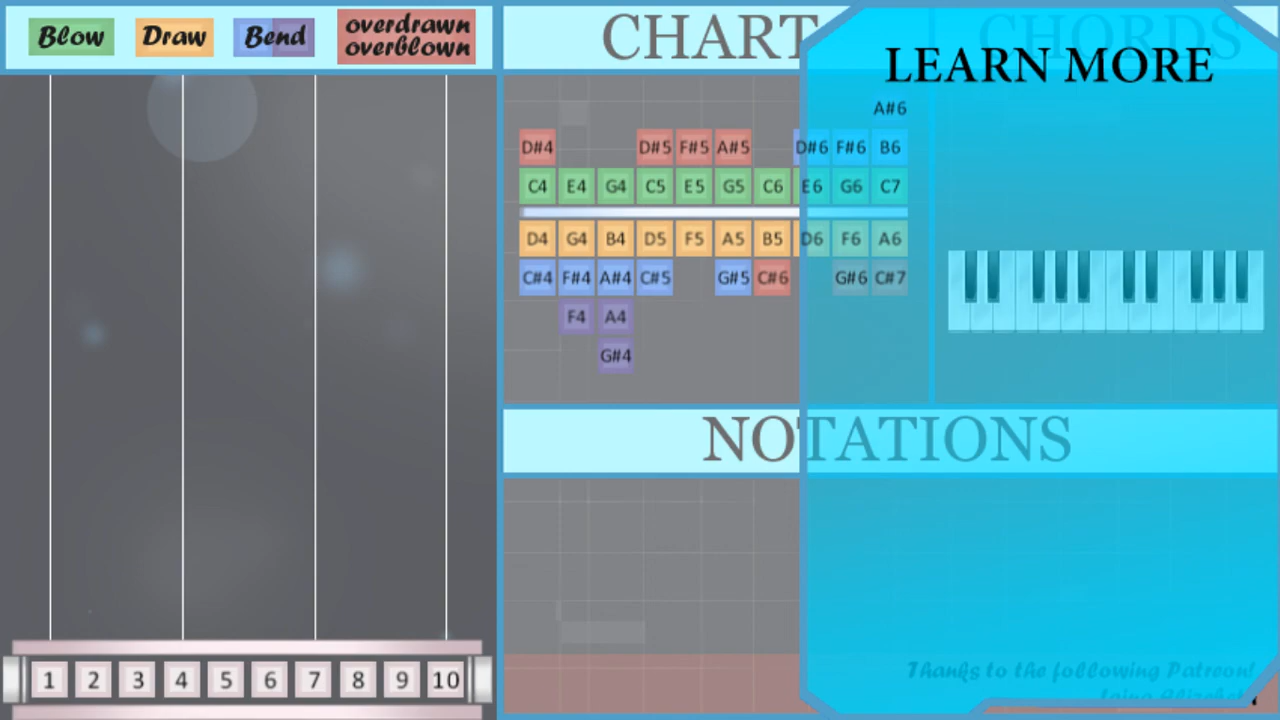 Blow Draw Bend overdrawn
overblown
CHART CHORDS
LEARN MORE
A#6
D#4 D#5 F#5 A#5 D#6 F#6 B6
C4 E4 G4 C5 E5 G5 C6 E6 G6 C7
D4 G4 B4 D5 F5 A5 B5 D6 F6 A6
C#4 F#4 A#4 C#5 G#5 C#6 G#6 C#7
F4 A4
G#4
NOTATIONS
Thanks to the following Patreon!
1 2 3 4 5 6 7 8 9 10